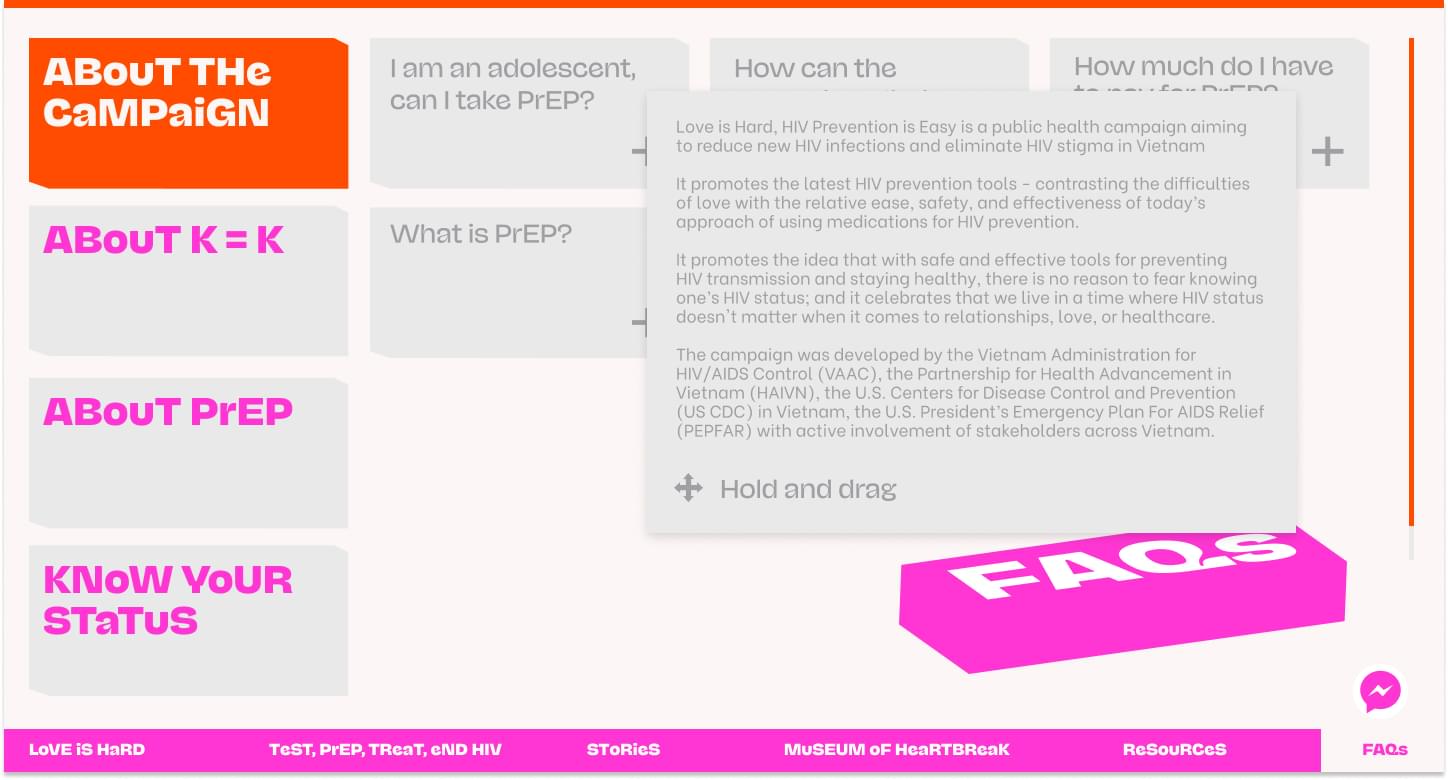 ABouT THe
CaMPaiGN
ABouT K = K
ABouT PrEP
KNoW YoUR
STaTuS
I am an adolescent,
can I take PrEP?
What is PrEP?
How can the
How much do I have
to pay for PrEP?
Love is Hard, HIV Prevention is Easy is a public health campaign aiming
to reduce new HIV infections and eliminate HIV stigma in Vietnam
It promotes the latest HIV prevention tools - contrasting the difficulties
of love with the relative ease, safety, and effectiveness of today's
approach of using medications for HIV prevention.
It promotes the idea that with safe and effective tools for preventing
HIV transmission and staying healthy, there is no reason to fear knowing
one's HIV status; and it celebrates that we live in a time where HIV status
doesn't matter when it comes to relationships, love, or healthcare.
The campaign was developed by the Vietnam Administration for
HIV/AIDS Control (VAAC), the Partnership for Health Advancement in
Vietnam (HAIVN), the U.S. Centers for Disease Control and Prevention
(US CDC) in Vietnam, the U.S. President's Emergency Plan For AIDS Relief
(PEPFAR) with active involvement of stakeholders across Vietnam.
Hold and drag
FAQs
LoVE iS HaRD
TeST, PrEP, TReaT, eND HIV
SToRieS
MuSEUM oF HeaRTBReaK
ReSouRCeS
FAQs